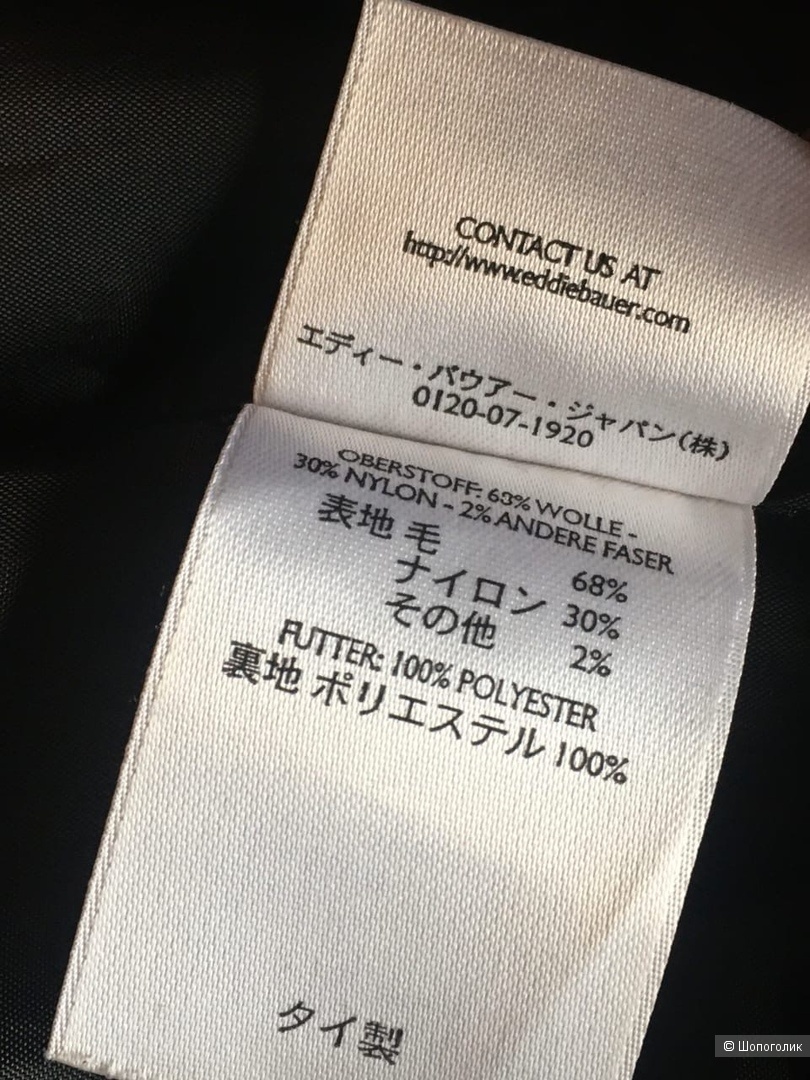 CONTACT US AT
http://www.eddiebauer.com
エディー・バウアー・ジャパン(株)
0120-07-1920
OBERSTOFF: 68% WOLLE -
30% NYLON - 2% ANDERE FASER
表地 毛 68%
ナイロン 30%
その他 2%
FUTTER: 100% POLYESTER
裏地 ポリエステル 100%
タイ製
© Шопоголик